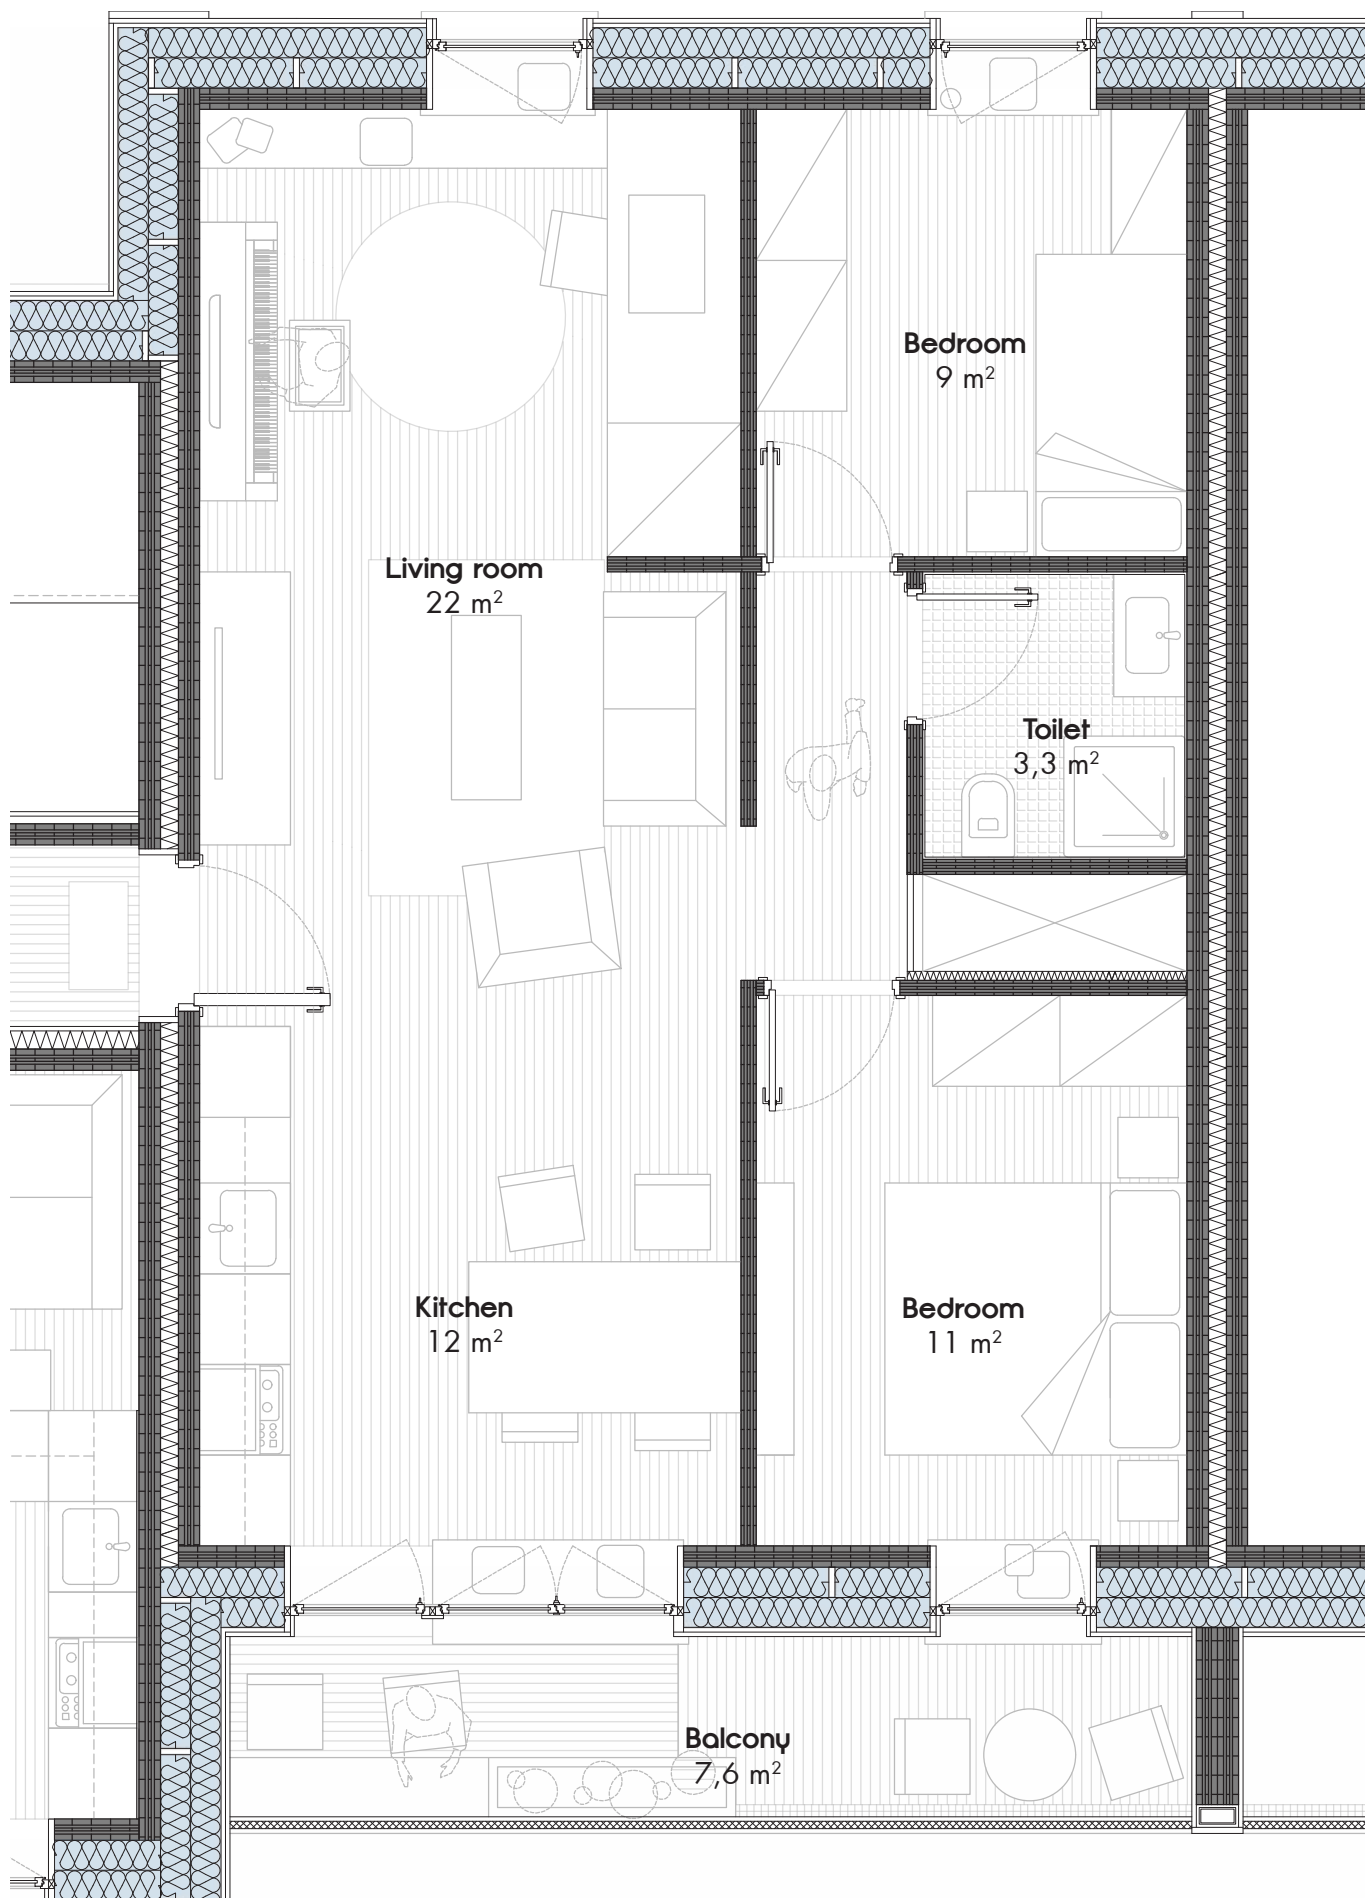 Bedroom
9 m²
Living room
22 m²
Toilet
3,3 m²
Kitchen
12 m²
Bedroom
11 m²
Balcony
7,6 m²